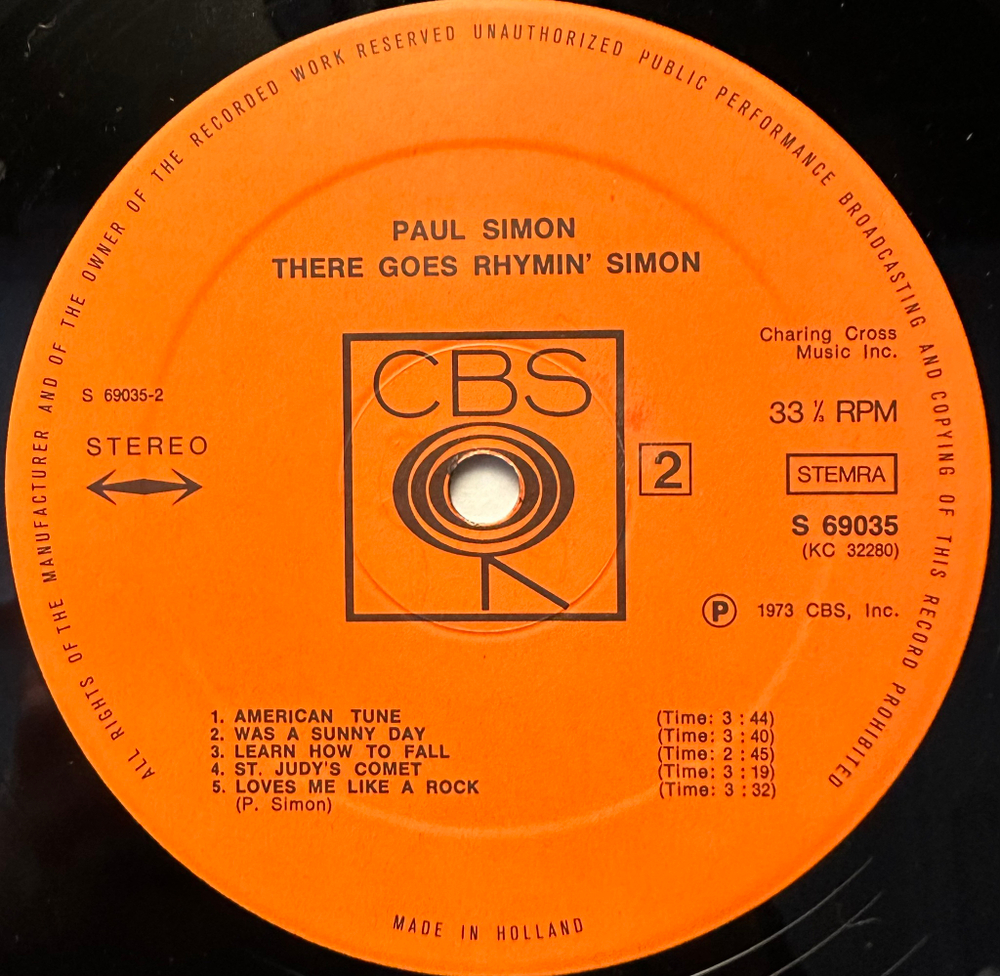 ALL RIGHTS OF THE MANUFACTURER AND OF THE OWNER OF THE RECORDED WORK RESERVED UNAUTHORIZED PUBLIC PERFORMANCE BROADCASTING AND COPYING OF THIS RECORD PROHIBITED
PAUL SIMON
THERE GOES RHYMIN' SIMON
Charing Cross
Music Inc.
CBS
S 69035-2
33 ⅓ RPM
STEREO
2
STEMRA
S 69035
(KC 32280)
Ⓟ 1973 CBS, Inc.
1. AMERICAN TUNE (Time: 3 : 44)
2. WAS A SUNNY DAY (Time: 3 : 40)
3. LEARN HOW TO FALL (Time: 2 : 45)
4. ST. JUDY'S COMET (Time: 3 : 19)
5. LOVES ME LIKE A ROCK (Time: 3 : 32)
(P. Simon)
MADE IN HOLLAND